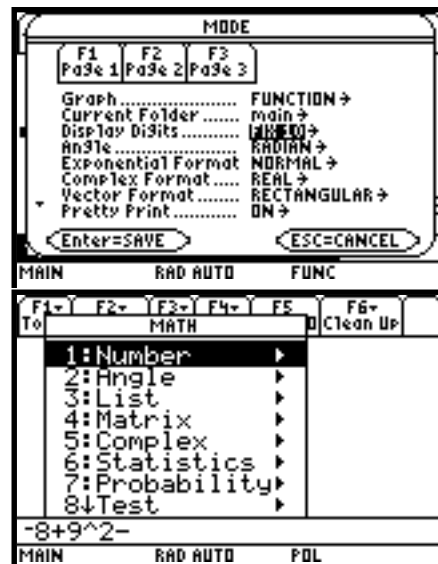 MODE
F1 F2 F3
Page 1 Page 2 Page 3
Graph .................. FUNCTION→
Current Folder ...... main→
Display Digits ........ FIX 10→
Angle .................. RADIAN→
Exponential Format NORMAL→
Complex Format ..... REAL→
Vector Format ....... RECTANGULAR→
Pretty Print ........... ON→
Enter=SAVE ESC=CANCEL
MAIN RAD AUTO FUNC
F1▾ F2▾ F3▾ F4▾ F5 F6▾
To MATH Clean Up
1:Number ▶
2:Angle ▶
3:List ▶
4:Matrix ▶
5:Complex ▶
6:Statistics ▶
7:Probability▶
8↓Test ▶
-8+9^2-
MAIN RAD AUTO POL